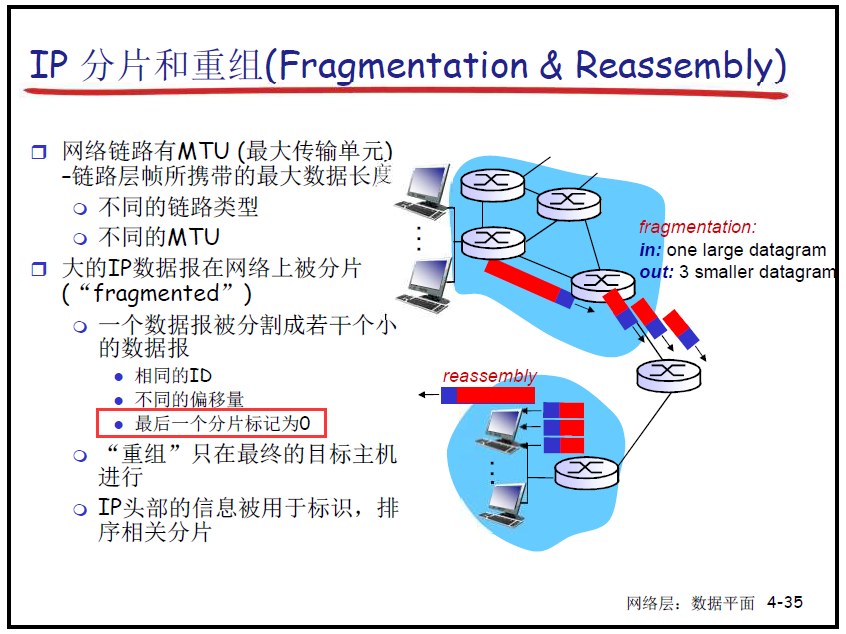 IP 分片和重组(Fragmentation & Reassembly)
网络链路有MTU (最大传输单元)
–链路层帧所携带的最大数据长度
不同的链路类型
不同的MTU
大的IP数据报在网络上被分片
(“fragmented”)
一个数据报被分割成若干个小
的数据报
相同的ID
不同的偏移量
最后一个分片标记为0
“重组”只在最终的目标主机
进行
IP头部的信息被用于标识，排
序相关分片
fragmentation:
in: one large datagram
out: 3 smaller datagram
reassembly
网络层：数据平面 4-35